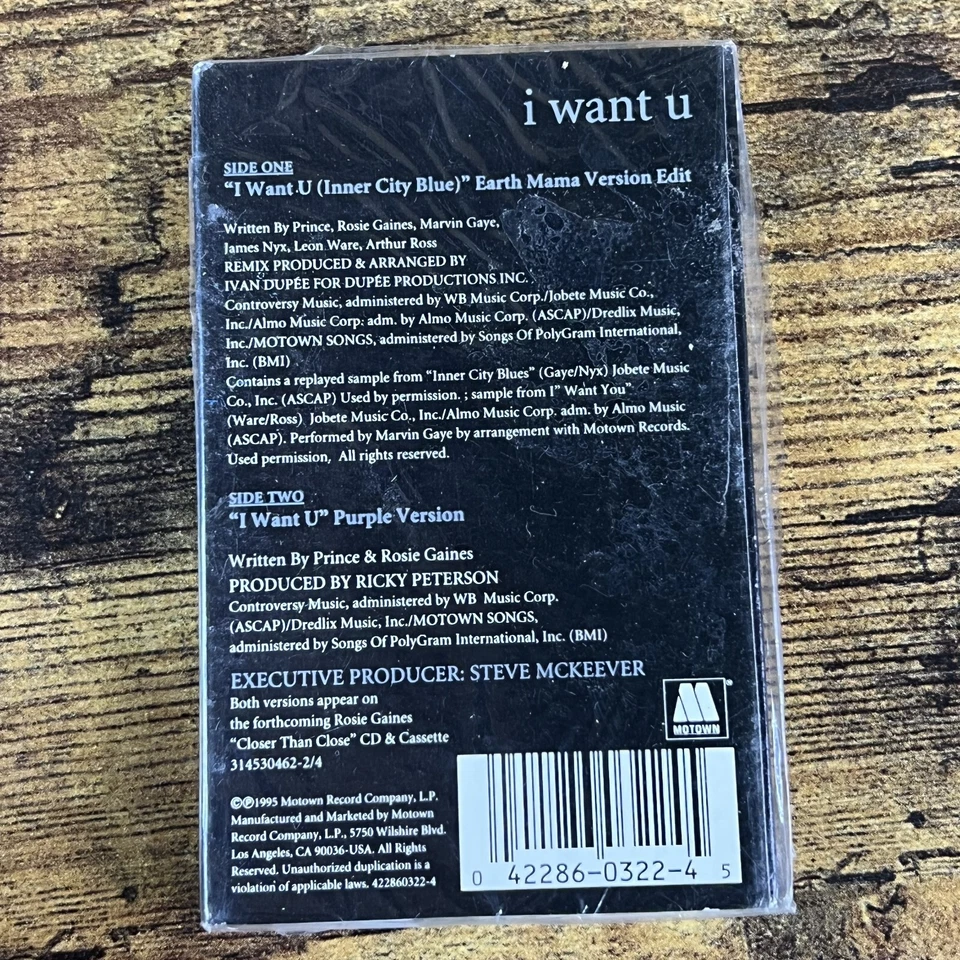 i want u
SIDE ONE
“I Want U (Inner City Blue)” Earth Mama Version Edit
Written By Prince, Rosie Gaines, Marvin Gaye,
James Nyx, Leon Ware, Arthur Ross
REMIX PRODUCED & ARRANGED BY
IVAN DUPÉE FOR DUPÉE PRODUCTIONS INC.
Controversy Music, administered by WB Music Corp./Jobete Music Co.,
Inc./Almo Music Corp. adm. by Almo Music Corp. (ASCAP)/Dredlix Music,
Inc./MOTOWN SONGS, administered by Songs Of PolyGram International,
Inc. (BMI)
Contains a replayed sample from “Inner City Blues” (Gaye/Nyx) Jobete Music
Co., Inc. (ASCAP) Used by permission. ; sample from I” Want You”
(Ware/Ross) Jobete Music Co., Inc./Almo Music Corp. adm. by Almo Music
(ASCAP). Performed by Marvin Gaye by arrangement with Motown Records.
Used permission, All rights reserved.
SIDE TWO
“I Want U” Purple Version
Written By Prince & Rosie Gaines
PRODUCED BY RICKY PETERSON
Controversy Music, administered by WB Music Corp.
(ASCAP)/Dredlix Music, Inc./MOTOWN SONGS,
administered by Songs Of PolyGram International, Inc. (BMI)
EXECUTIVE PRODUCER: STEVE MCKEEVER
Both versions appear on
the forthcoming Rosie Gaines
“Closer Than Close” CD & Cassette
314530462-2/4
©℗1995 Motown Record Company, L.P.
Manufactured and Marketed by Motown
Record Company, L.P., 5750 Wilshire Blvd.
Los Angeles, CA 90036-USA. All Rights
Reserved. Unauthorized duplication is a
violation of applicable laws. 422860322-4
M
MOTOWN
®
0 42286-0322-4 5